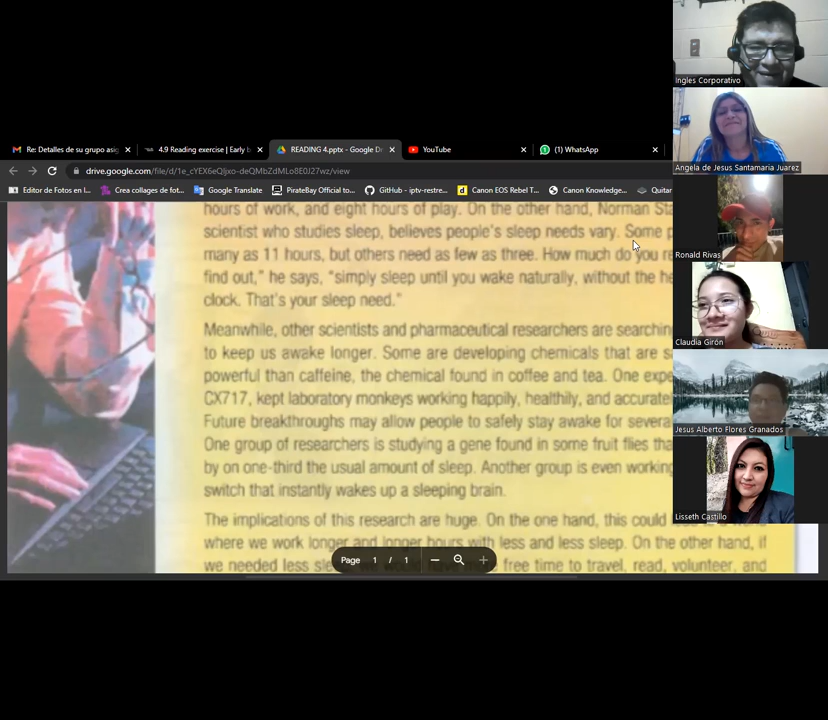 Ingles Corporativo
Angela de Jesus Santamaria Juarez
Ronald Rivas
Claudia Girón
Jesus Alberto Flores Granados
Lisseth Castillo
Re: Detalles de su grupo asig
4.9 Reading exercise | Early b
READING 4.pptx - Google Dr
YouTube
(1) WhatsApp
drive.google.com/file/d/
Editor de Fotos en l...
Crea collages de fot...
Google Translate
PirateBay Official to...
GitHub - iptv-restre...
Canon EOS Rebel T...
Canon Knowledge...
Quitar
hours of work, and eight hours of play. On the other hand, Norman Sta
scientist who studies sleep, believes people's sleep needs vary. Some p
many as 11 hours, but others need as few as three. How much do you re
find out," he says, "simply sleep until you wake naturally, without the he
clock. That's your sleep need."
Meanwhile, other scientists and pharmaceutical researchers are searchin
to keep us awake longer. Some are developing chemicals that are sa
powerful than caffeine, the chemical found in coffee and tea. One expe
CX717, kept laboratory monkeys working happily, healthily, and accurate
Future breakthroughs may allow people to safely stay awake for severa
One group of researchers is studying a gene found in some fruit flies tha
by on one-third the usual amount of sleep. Another group is even working
switch that instantly wakes up a sleeping brain.
The implications of this research are huge. On the one hand, this could
where we work longer and longer hours with less and less sleep. On the other hand, if
we needed less free time to travel, read, volunteer, and
Page 1 / 1